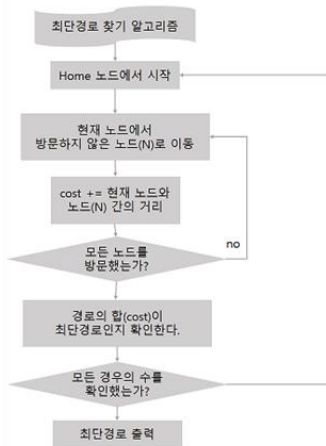 최단경로 찾기 알고리즘
Home 노드에서 시작
현재 노드에서
방문하지 않은 노드(N)로 이동
cost += 현재 노드와
노드(N) 간의 거리
모든 노드를
방문했는가?
no
경로의 합(cost)이
최단경로인지 확인한다.
모든 경우의 수를
확인했는가?
최단경로 출력